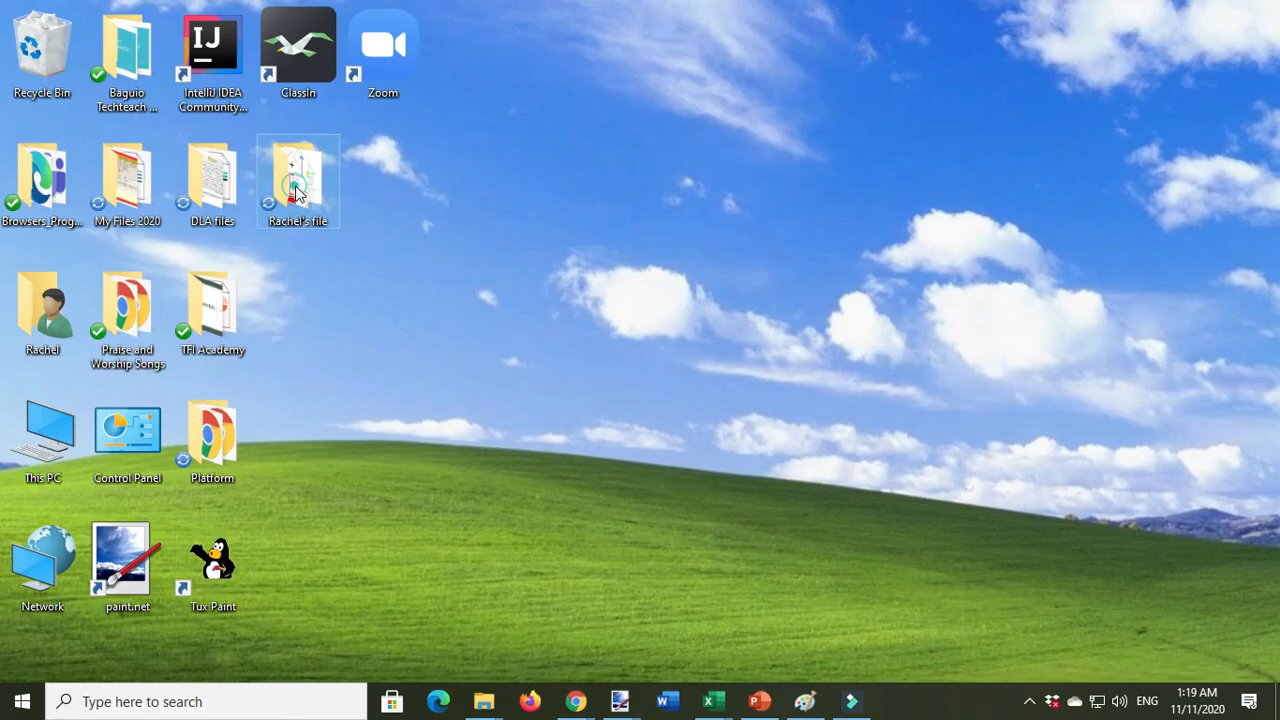 Recycle Bin
Baguio
Techteach ...
IJ
IntelliJ IDEA
Community...
ClassIn
Zoom
Browsers_Prog...
My Files 2020
DLA files
Rachel's file
Rachel
Praise and
Worship Songs
TFI Academy
This PC
Control Panel
Platform
Network
paint.net
Tux Paint
Type here to search
ENG
1:19 AM
11/11/2020